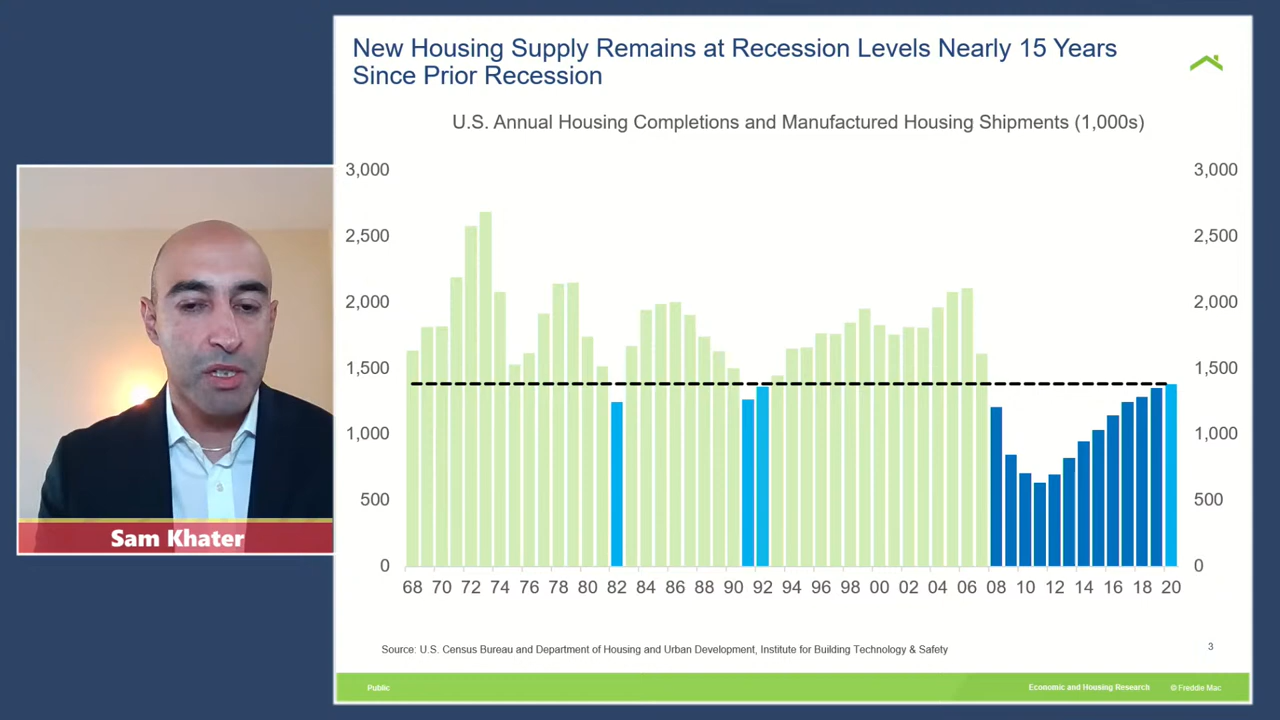 New Housing Supply Remains at Recession Levels Nearly 15 Years
Since Prior Recession
U.S. Annual Housing Completions and Manufactured Housing Shipments (1,000s)
3,000 3,000
2,500 2,500
2,000 2,000
1,500 1,500
1,000 1,000
500 500
0 0
68 70 72 74 76 78 80 82 84 86 88 90 92 94 96 98 00 02 04 06 08 10 12 14 16 18 20
Sam Khater
Source: U.S. Census Bureau and Department of Housing and Urban Development, Institute for Building Technology & Safety
3
Public
Economic and Housing Research © Freddie Mac